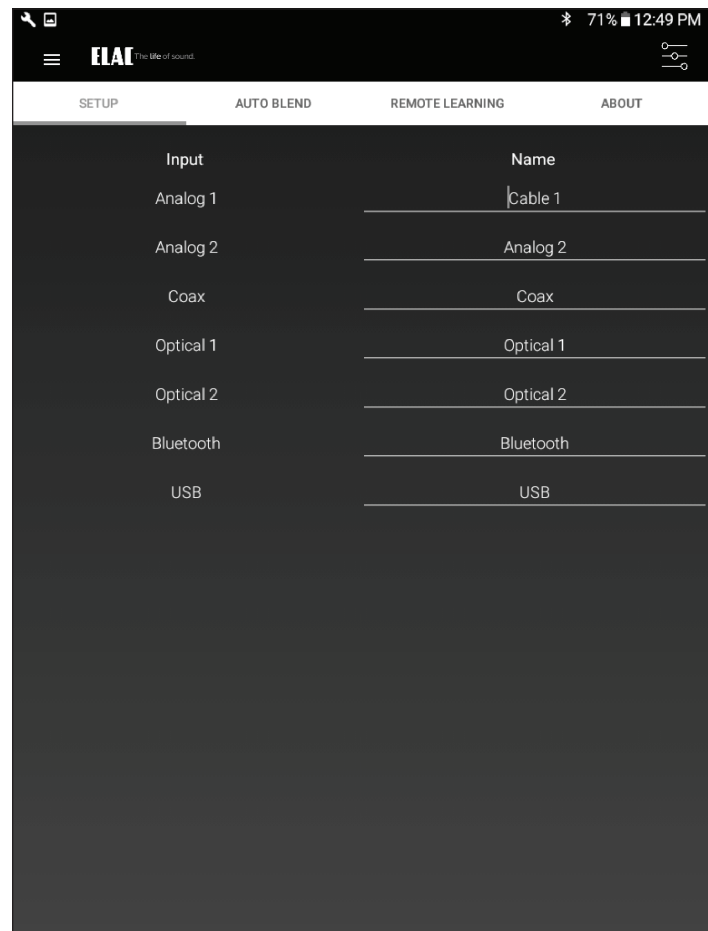 71% 12:49 PM
ELAC The life of sound.
SETUP AUTO BLEND REMOTE LEARNING ABOUT
Input Name
Analog 1 Cable 1
Analog 2 Analog 2
Coax Coax
Optical 1 Optical 1
Optical 2 Optical 2
Bluetooth Bluetooth
USB USB